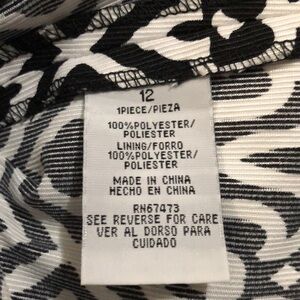 12
1PIECE/PIEZA
100%POLYESTER/
POLIESTER
LINING/FORRO
100%POLYESTER/
POLIESTER
MADE IN CHINA
HECHO EN CHINA
RN67473
SEE REVERSE FOR CARE
VER AL DORSO PARA
CUIDADO